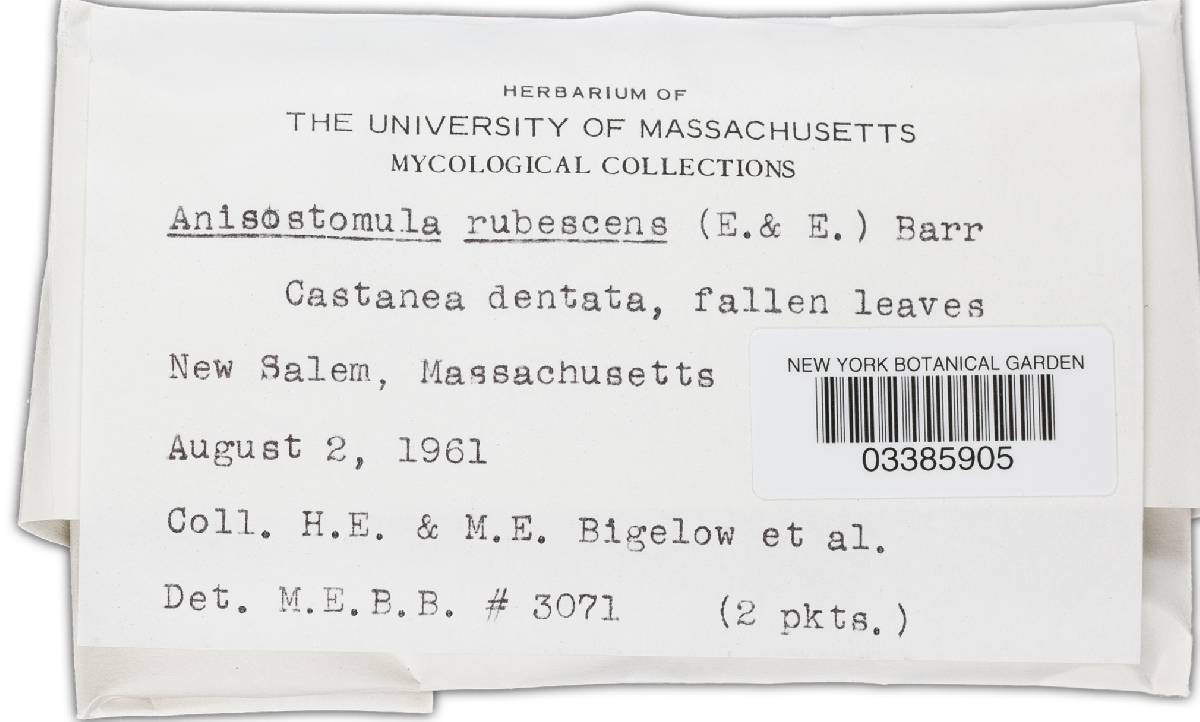 HERBARIUM OF
THE UNIVERSITY OF MASSACHUSETTS
MYCOLOGICAL COLLECTIONS
Anisostomula rubescens (E.& E.) Barr
Castanea dentata, fallen leaves
New Salem, Massachusetts
August 2, 1961
Coll. H.E. & M.E. Bigelow et al.
Det. M.E.B.B. # 3071 (2 pkts.)
NEW YORK BOTANICAL GARDEN
03385905